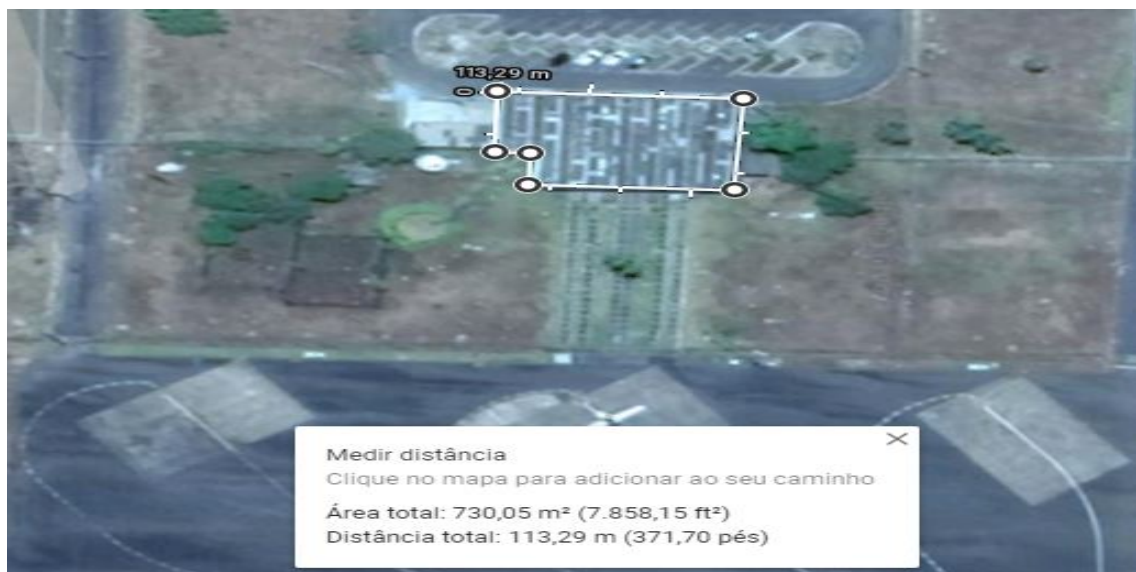 113,29 m
Medir distância
Clique no mapa para adicionar ao seu caminho
Área total: 730,05 m² (7.858,15 ft²)
Distância total: 113,29 m (371,70 pés)